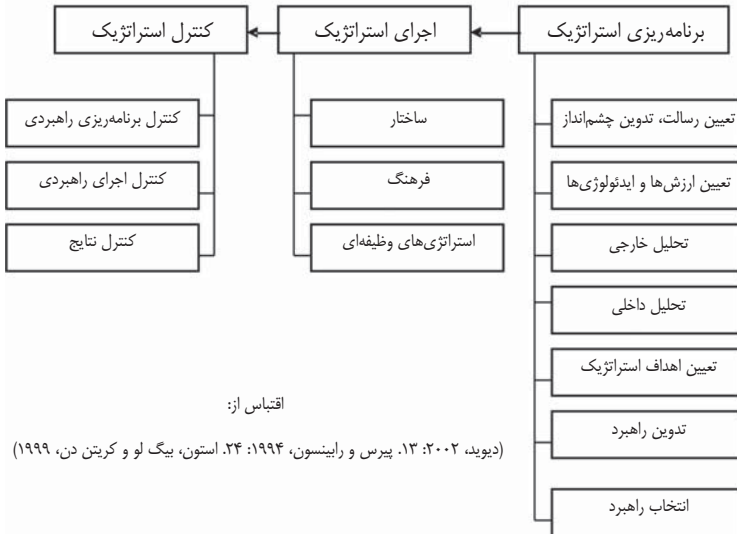 برنامه‌ریزی استراتژیک
اجرای استراتژیک
کنترل استراتژیک
تعیین رسالت، تدوین چشم‌انداز
تعیین ارزش‌ها و ایدئولوژی‌ها
تحلیل خارجی
تحلیل داخلی
تعیین اهداف استراتژیک
تدوین راهبرد
انتخاب راهبرد
ساختار
فرهنگ
استراتژی‌های وظیفه‌ای
کنترل برنامه‌ریزی راهبردی
کنترل اجرای راهبردی
کنترل نتایج
اقتباس از:
(دیوید، ۲۰۰۲: ۱۳. پیرس و رابینسون، ۱۹۹۴: ۲۴. استون، بیگ لو و کریتن دن، ۱۹۹۹)